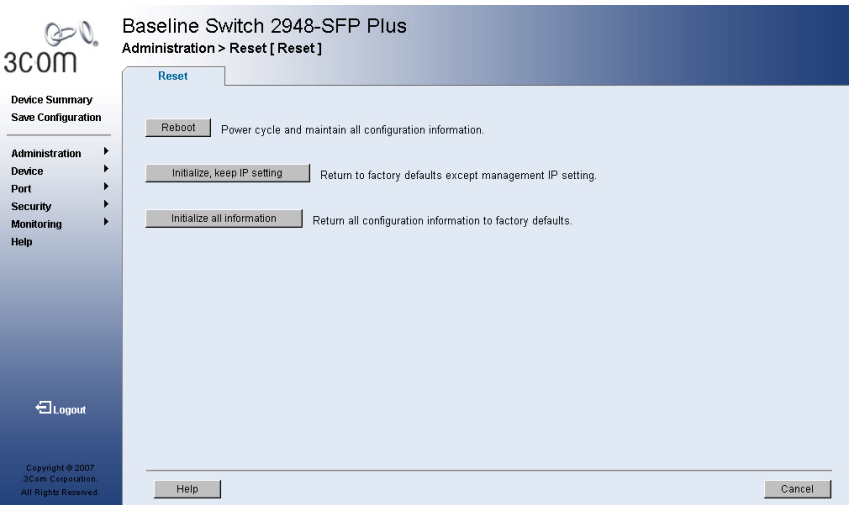 3COM
Baseline Switch 2948-SFP Plus
Administration > Reset [ Reset ]
Reset
Device Summary
Save Configuration
Administration
Device
Port
Security
Monitoring
Help
Logout
Copyright © 2007
3Com Corporation.
All Rights Reserved.
Reboot Power cycle and maintain all configuration information.
Initialize, keep IP setting Return to factory defaults except management IP setting.
Initialize all information Return all configuration information to factory defaults.
Help Cancel